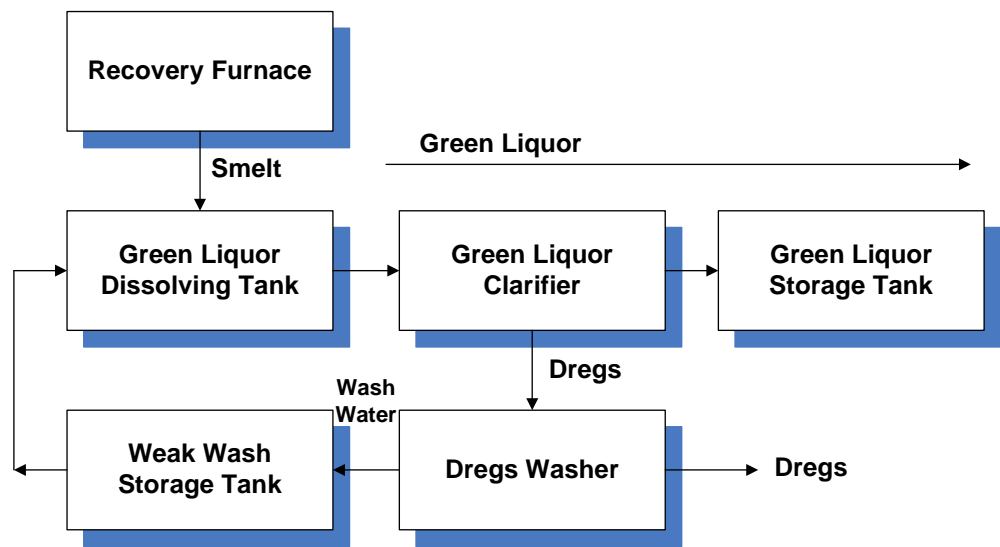 Recovery Furnace
Smelt
Green Liquor
Green Liquor
Dissolving Tank
Green Liquor
Clarifier
Green Liquor
Storage Tank
Dregs
Wash
Water
Weak Wash
Storage Tank
Dregs Washer
Dregs